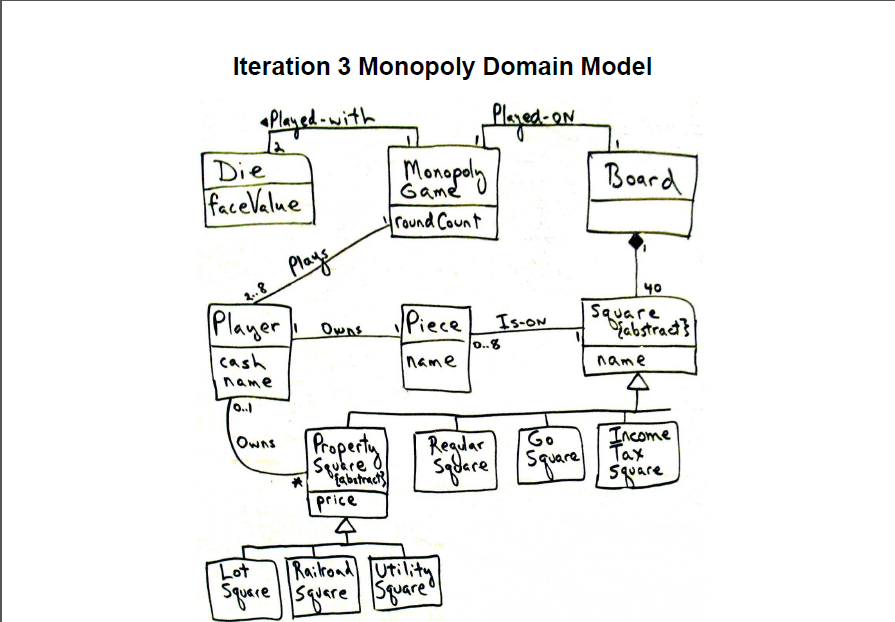 Iteration 3 Monopoly Domain Model
◂Played-with
Played-on
2
1
1
1
Die
faceValue
Monopoly
Game
roundCount
Board
1
Plays
2..8
1
40
Player
cash
name
1
Owns
1
Piece
name
Is-on
0..8
1
Square
{abstract}
name
0..1
Owns
*
Property
Square
{abstract}
price
Regular
Square
Go
Square
Income
Tax
Square
Lot
Square
Railroad
Square
Utility
Square